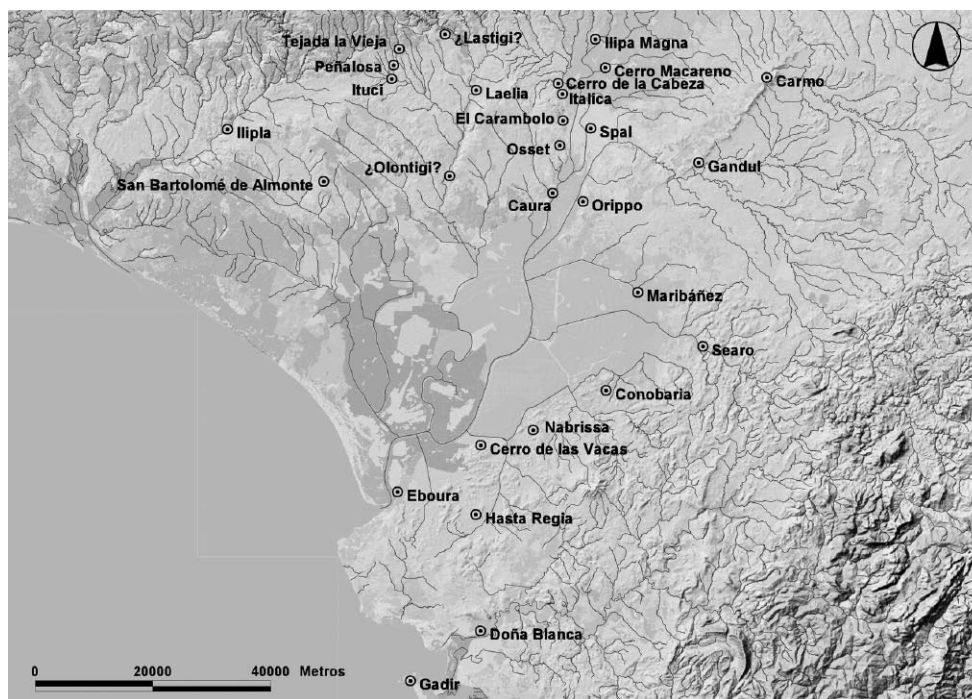 ¿Lastigi?
Ilipa Magna
Tejada la Vieja
Peñalosa
Cerro Macareno
Ituci
Laelia
Cerro de la Cabeza
Carmo
Italica
El Carambolo
Ilipla
Spal
Osset
¿Olontigi?
Gandul
San Bartolomé de Almonte
Caura
Orippo
Maribáñez
Searo
Conobaria
Nabrissa
Cerro de las Vacas
Eboura
Hasta Regia
Doña Blanca
Gadir
0 20000 40000 Metros